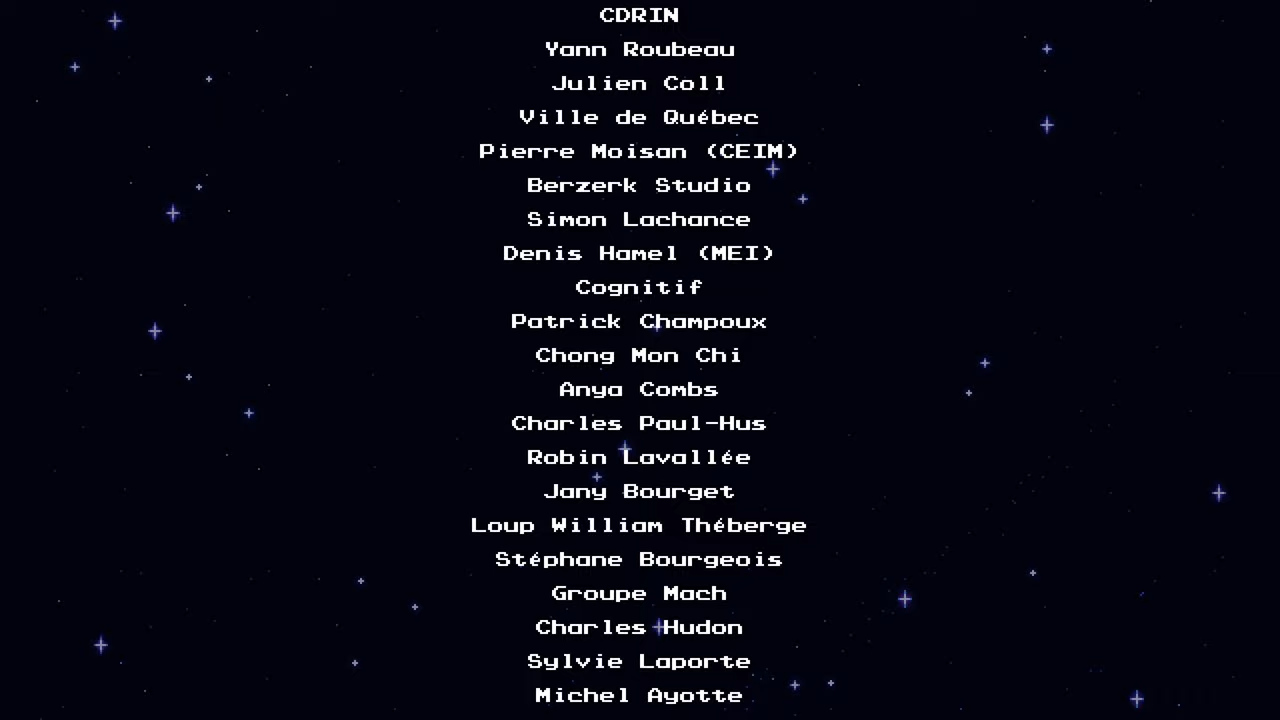 CDRIN
Yann Roubeau
Julien Coll
Ville de Québec
Pierre Moisan (CEIM)
Berzerk Studio
Simon Lachance
Denis Hamel (MEI)
Cognitif
Patrick Champoux
Chong Mon Chi
Anya Combs
Charles Paul-Hus
Robin Lavallée
Jany Bourget
Loup William Théberge
Stéphane Bourgeois
Groupe Mach
Charles Hudon
Sylvie Laporte
Michel Ayotte